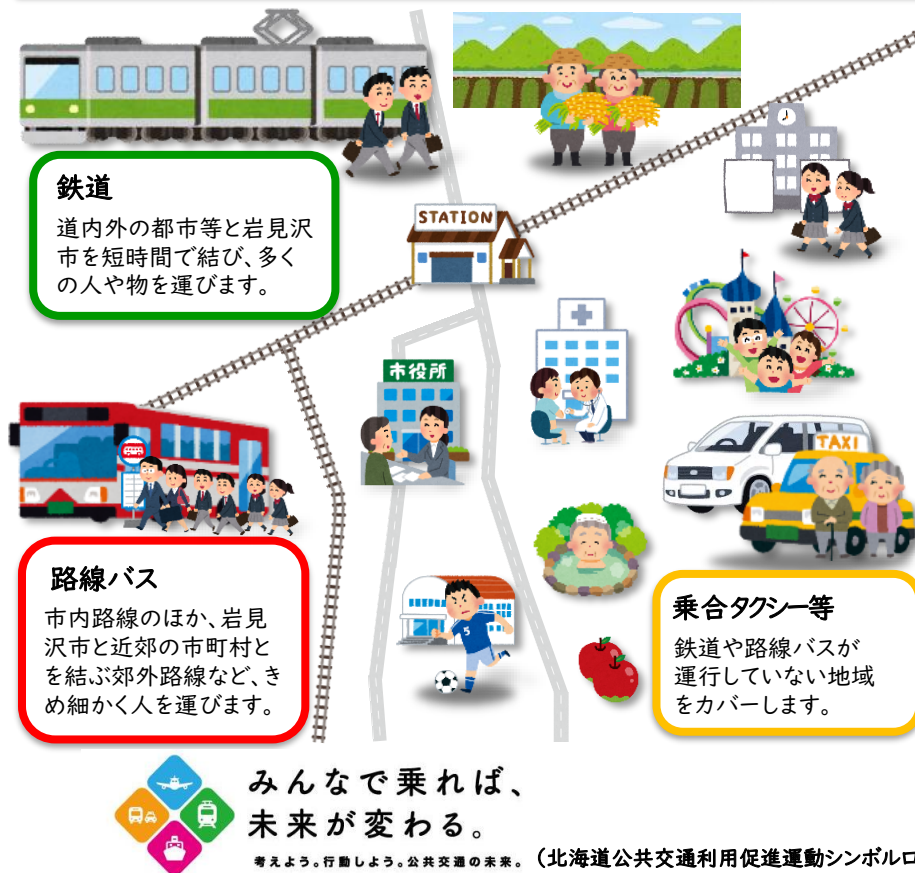 鉄道
道内外の都市等と岩見沢
市を短時間で結び、多く
の人や物を運びます。
STATION
市役所
BUS
TAXI
5
路線バス
市内路線のほか、岩見
沢市と近郊の市町村と
を結ぶ郊外路線など、き
め細かく人を運びます。
乗合タクシー等
鉄道や路線バスが
運行していない地域
をカバーします。
みんなで乗れば、
未来が変わる。
考えよう。行動しよう。公共交通の未来。
（北海道公共交通利用促進運動シンボルロ